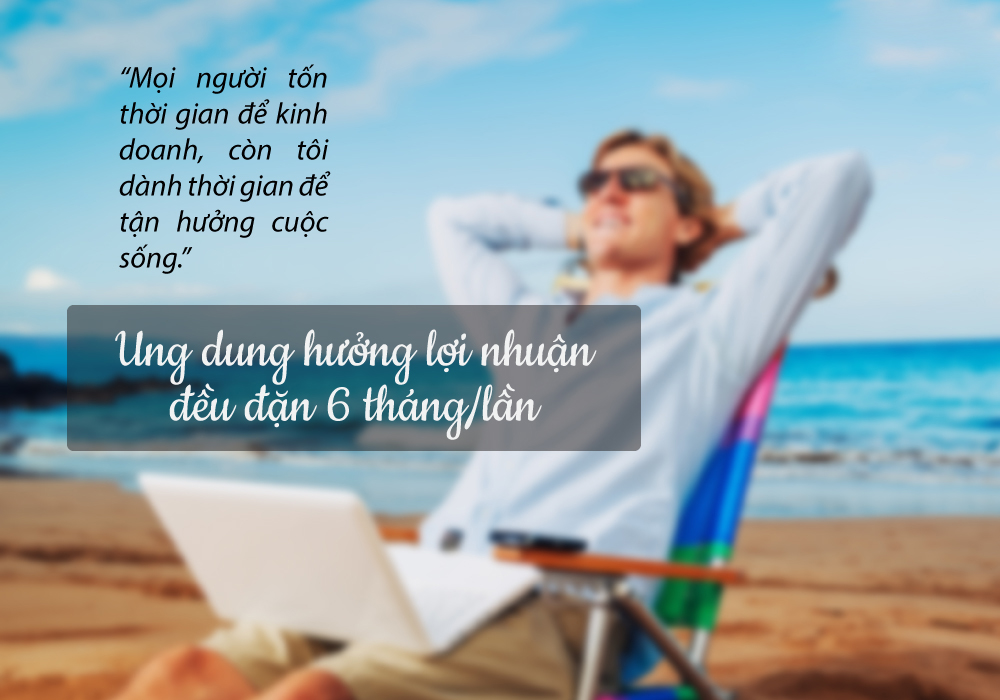 “Mọi người tốn
thời gian để kinh
doanh, còn tôi
dành thời gian để
tận hưởng cuộc
sống.”
Ung dung hưởng lợi nhuận
đều đặn 6 tháng/lần